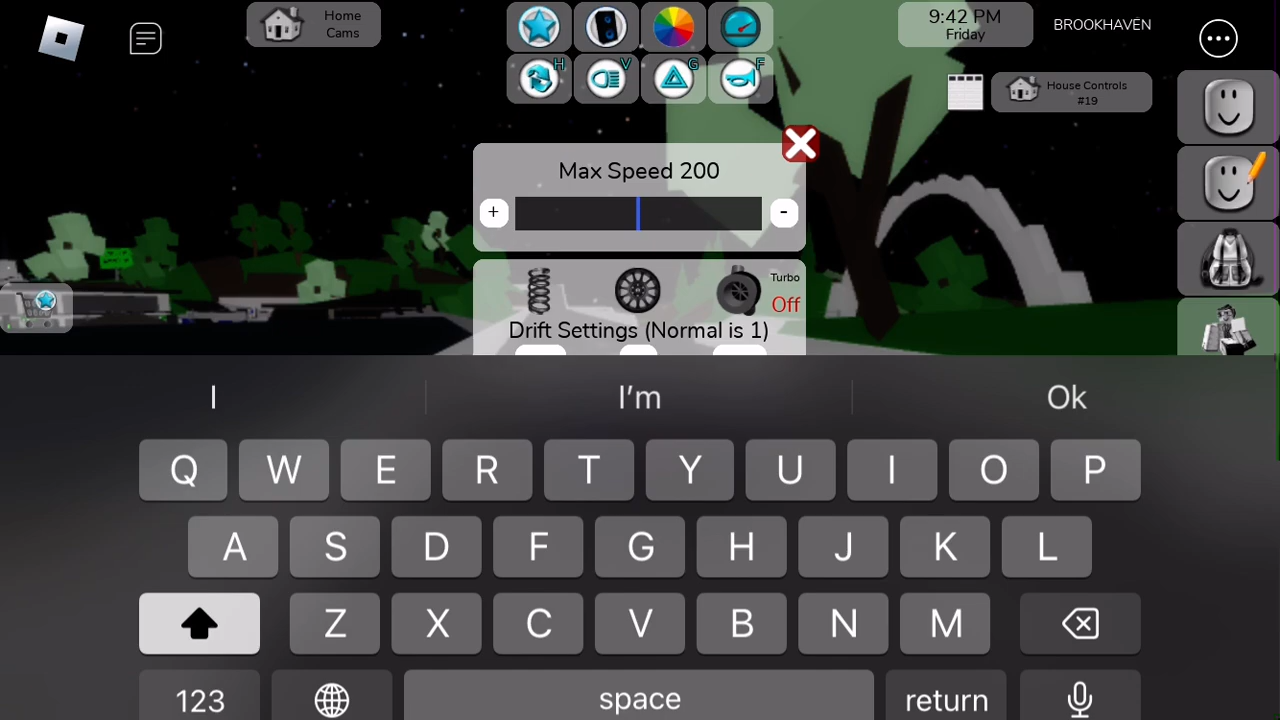 Home
Cams
9:42 PM
Friday
BROOKHAVEN
H
V
G
F
House Controls
#19
Max Speed 200
+
-
Turbo
Off
Drift Settings (Normal is 1)
I
I'm
Ok
Q W E R T Y U I O P
A S D F G H J K L
Z X C V B N M
123
space
return